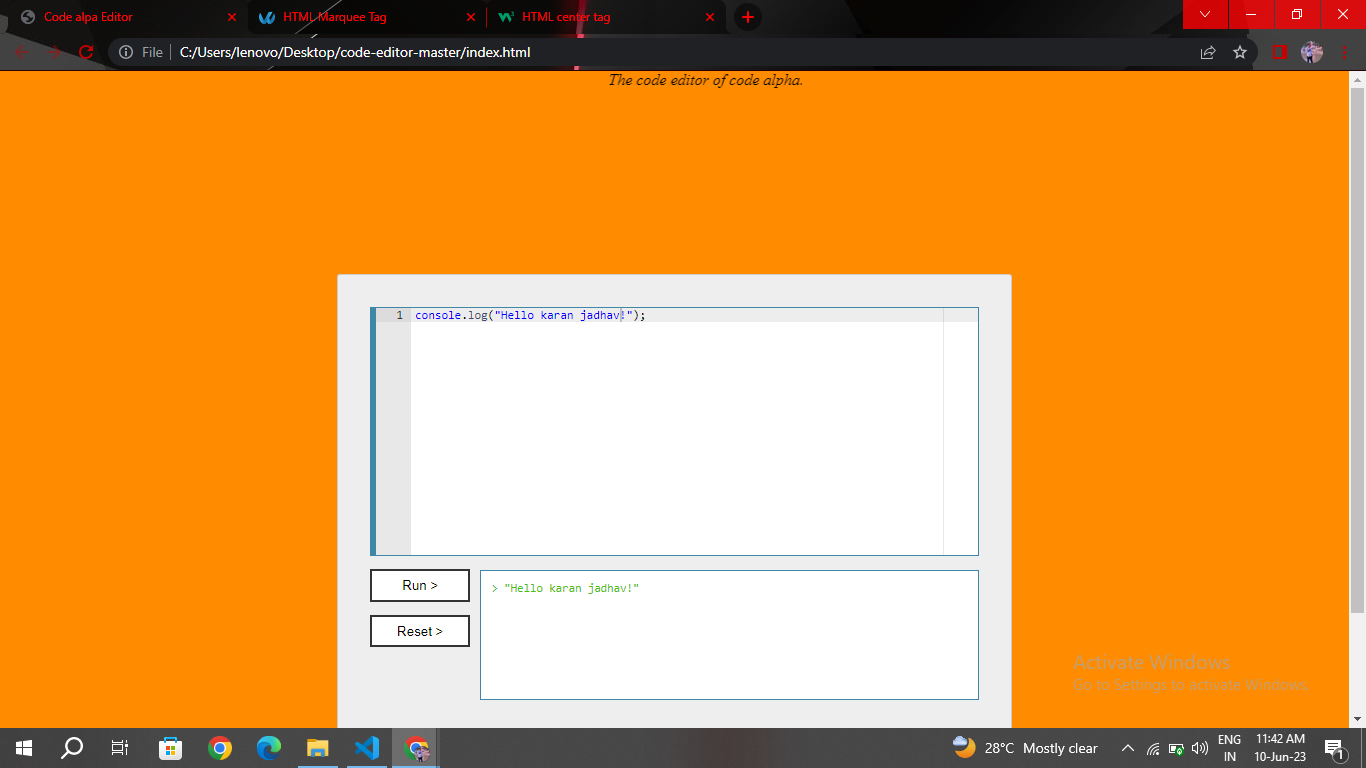 Code alpa Editor
HTML Marquee Tag
HTML center tag
File
C:/Users/lenovo/Desktop/code-editor-master/index.html
The code editor of code alpha.
1 console.log("Hello karan jadhav!");
Run >
> "Hello karan jadhav!"
Reset >
Activate Windows
Go to Settings to activate Windows.
28°C Mostly clear
ENG
IN
11:42 AM
10-Jun-23
1